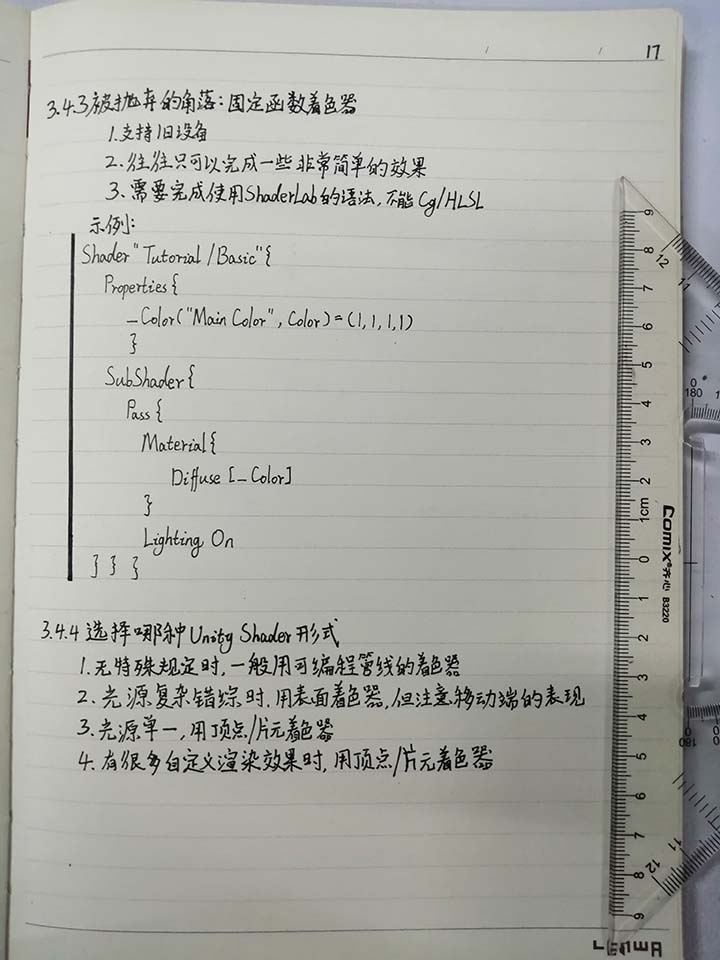 17
3.4.3 被抛弃的角落:固定函数着色器
1.支持旧设备
2.往往只可以完成一些非常简单的效果
3.需要完成使用ShaderLab的语法,不能Cg/HLSL
示例:
Shader"Tutorial/Basic"{
Properties{
_Color("Main Color",Color)=(1,1,1,1)
}
SubShader{
Pass{
Material{
Diffuse [_Color]
}
Lighting On
} } }
3.4.4 选择哪种Unity Shader形式
1.无特殊规定时,一般用可编程管线的着色器
2.光源复杂错综时,用表面着色器,但注意移动端的表现
3.光源单一,用顶点/片元着色器
4.有很多自定义渲染效果时,用顶点/片元着色器
9 8 7 6 5 4 3 2 1cm 0 1 2 3 4 5 6 7 8 9
12 11
0
180
COMIX®齐心 B3220
180
0
11
12